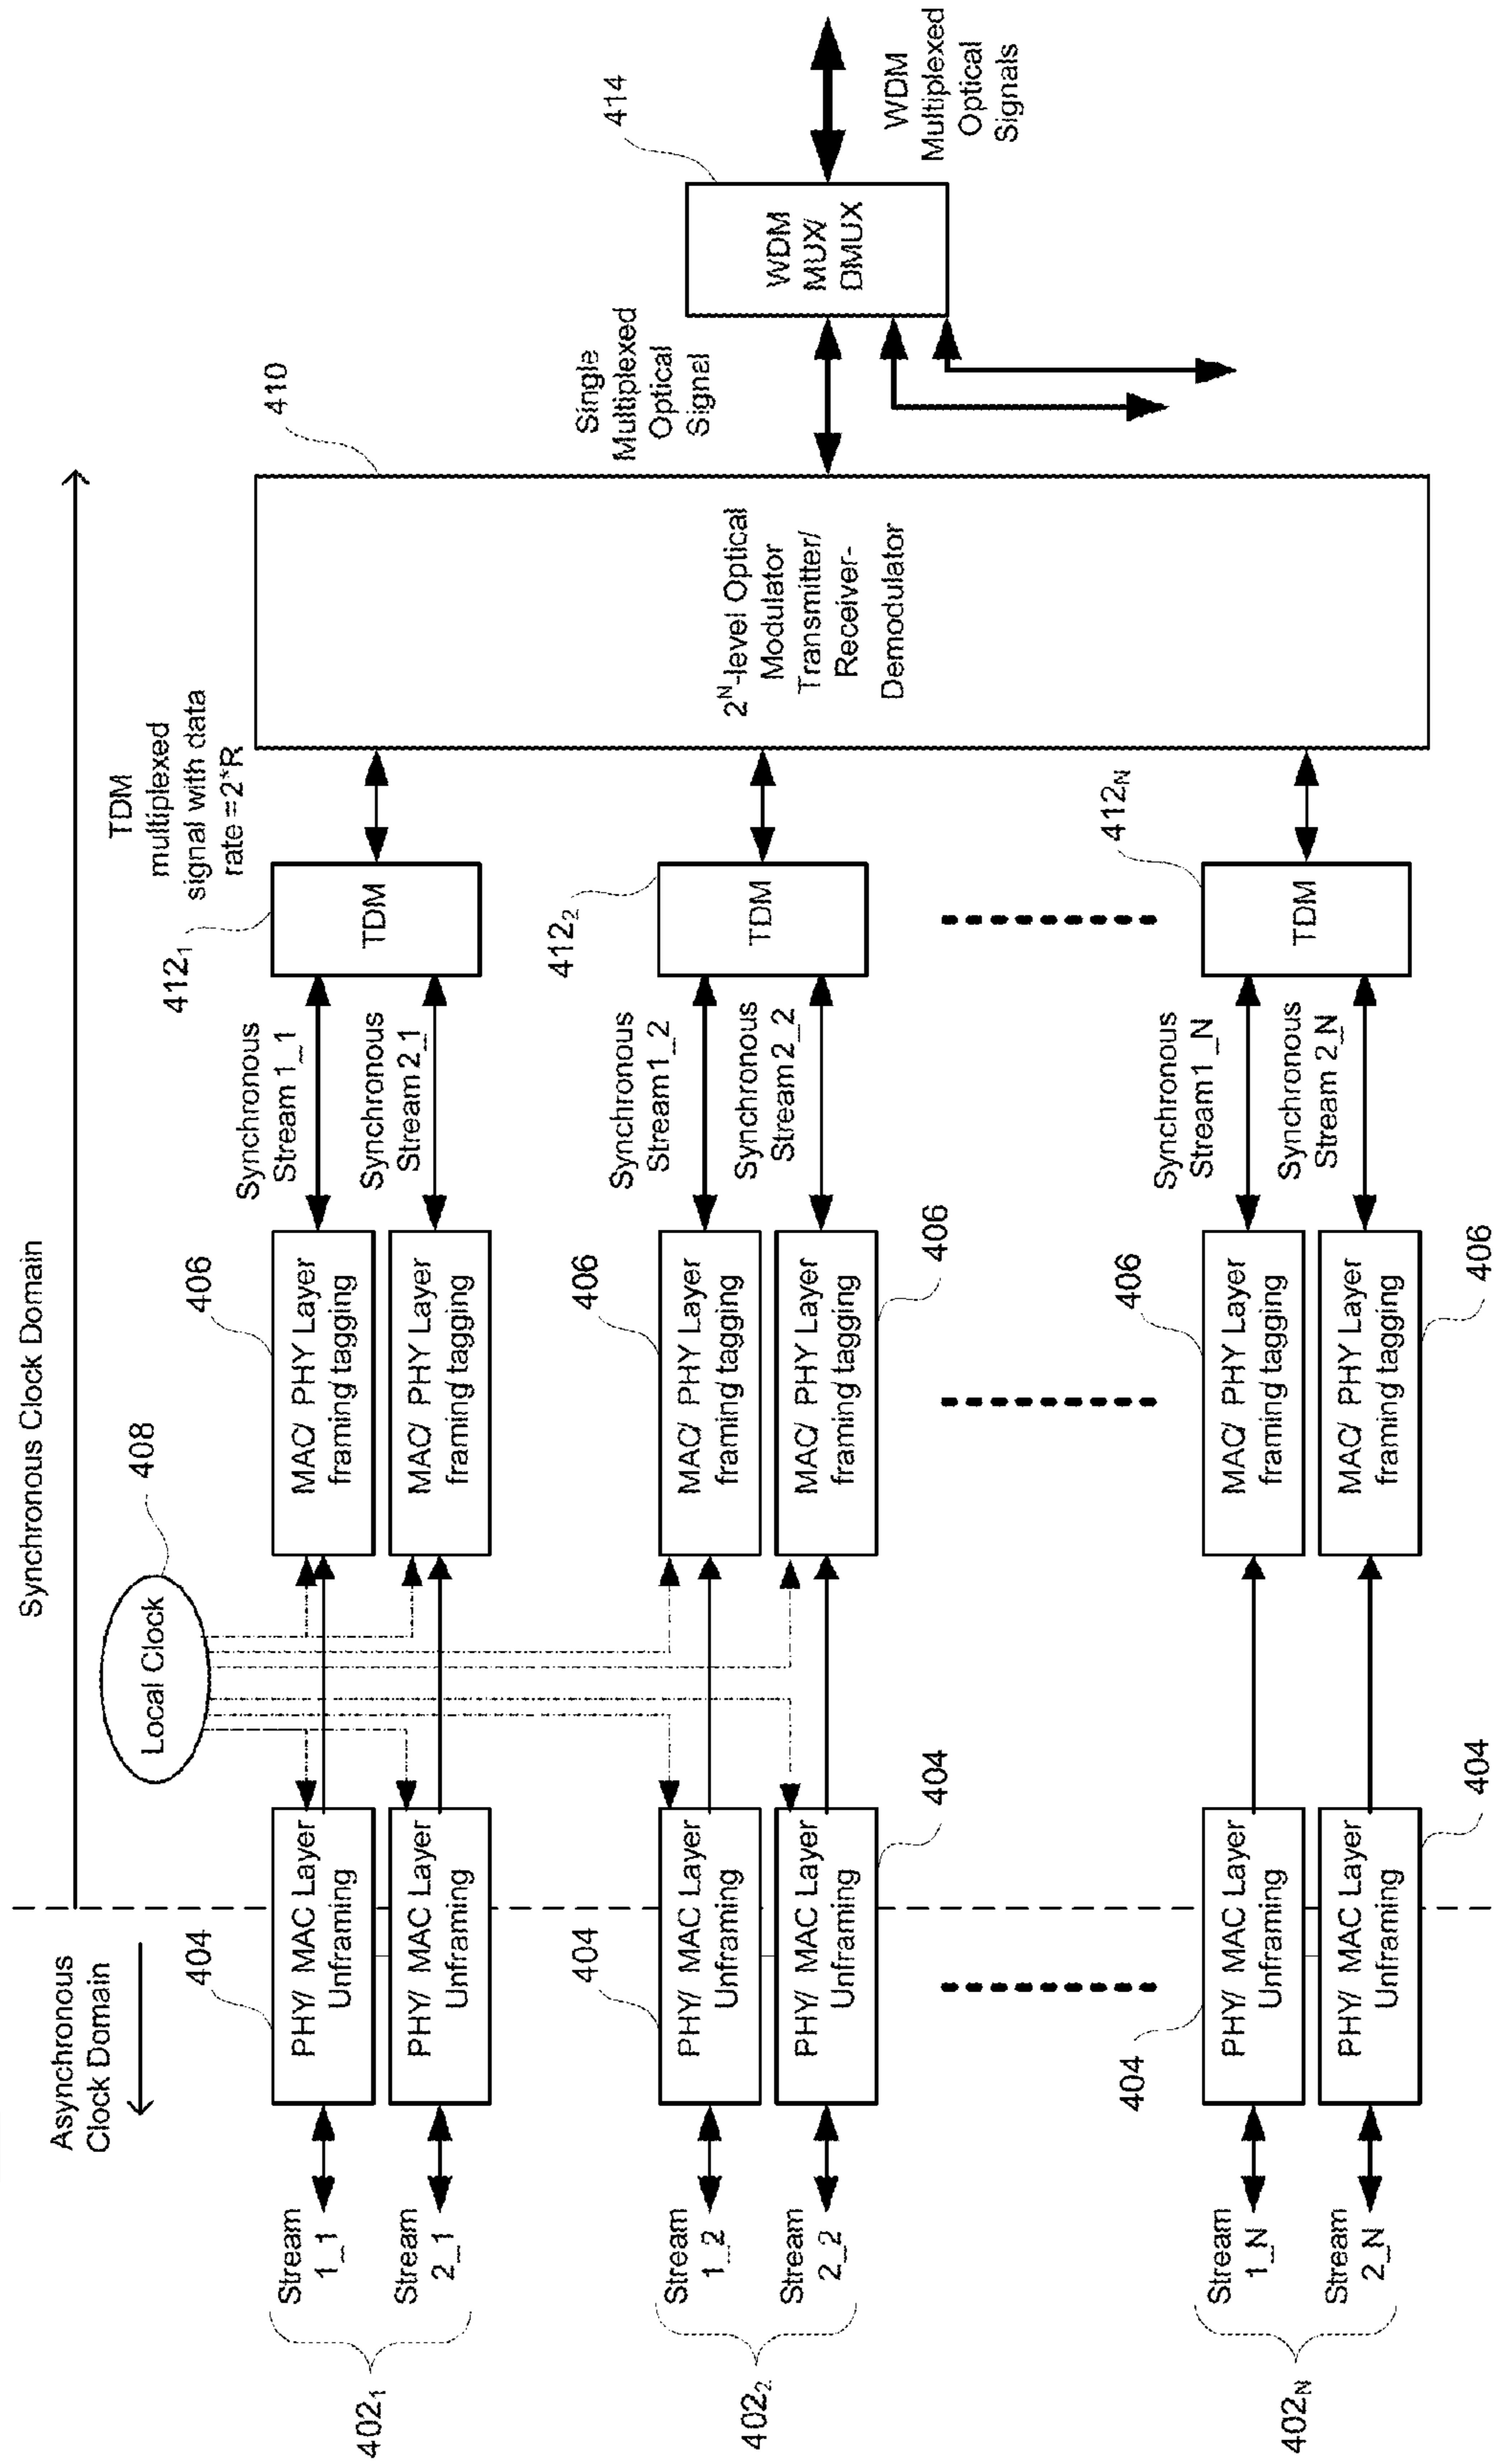 Asynchronous
Clock Domain
Synchronous Clock Domain
Local Clock
408
TDM
multiplexed
signal with data
rate =2*R
402₁
Stream
1_1
Stream
2_1
404
PHY/ MAC Layer
Unframing
PHY/ MAC Layer
Unframing
406
MAC/ PHY Layer
framing/tagging
MAC/ PHY Layer
framing/tagging
Synchronous
Stream 1_1
Synchronous
Stream 2_1
412₁
TDM
402₂
Stream
1_2
Stream
2_2
404
PHY/ MAC Layer
Unframing
PHY/ MAC Layer
Unframing
404
406
MAC/ PHY Layer
framing/tagging
MAC/ PHY Layer
framing/tagging
406
Synchronous
Stream1_2
Synchronous
Stream 2_2
412₂
TDM
402N
Stream
1_N
Stream
2_N
404
PHY/ MAC Layer
Unframing
PHY/ MAC Layer
Unframing
404
406
MAC/ PHY Layer
framing/tagging
MAC/ PHY Layer
framing/tagging
406
Synchronous
Stream1_N
Synchronous
Stream 2_N
412N
TDM
410
2ᴺ-level Optical
Modulator
Transmitter/
Receiver-
Demodulator
Single
Multiplexed
Optical
Signal
414
WDM
MUX/
DMUX
WDM
Multiplexed
Optical
Signals